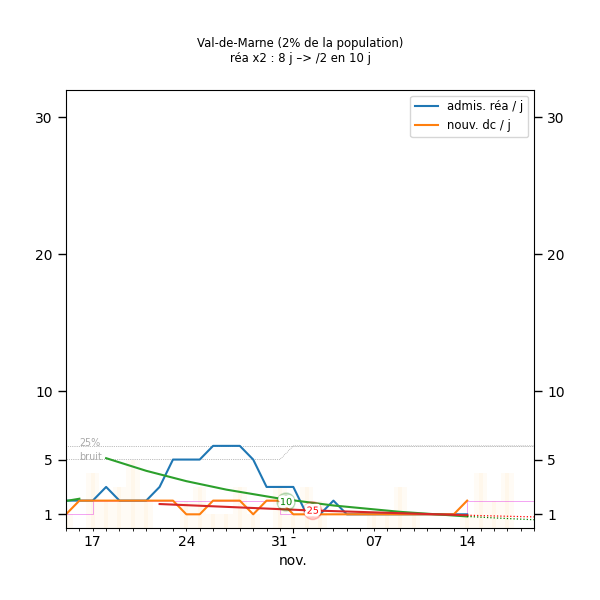 Val-de-Marne (2% de la population)
réa x2 : 8 j –> /2 en 10 j
admis. réa / j
nouv. dc / j
30 30
20 20
10 10
25%
bruit
5 5
10
25
1 1
17 24 31 07 14
nov.